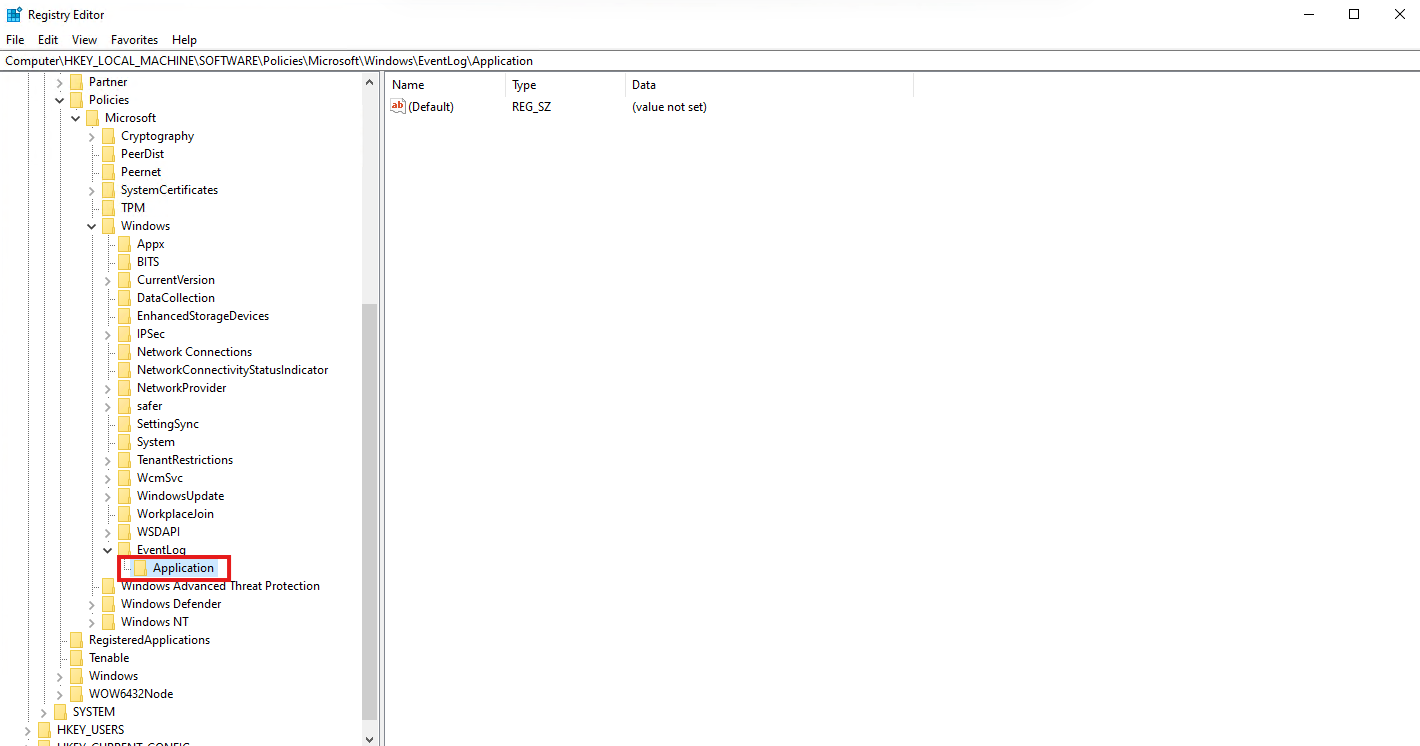 Registry Editor
File Edit View Favorites Help
Computer\HKEY_LOCAL_MACHINE\SOFTWARE\Policies\Microsoft\Windows\EventLog\Application
Name Type Data
ab (Default) REG_SZ (value not set)
Partner
Policies
Microsoft
Cryptography
PeerDist
Peernet
SystemCertificates
TPM
Windows
Appx
BITS
CurrentVersion
DataCollection
EnhancedStorageDevices
IPSec
Network Connections
NetworkConnectivityStatusIndicator
NetworkProvider
safer
SettingSync
System
TenantRestrictions
WcmSvc
WindowsUpdate
WorkplaceJoin
WSDAPI
EventLog
Application
Windows Advanced Threat Protection
Windows Defender
Windows NT
RegisteredApplications
Tenable
Windows
WOW6432Node
SYSTEM
HKEY_USERS
HKEY_CURRENT_CONFIG